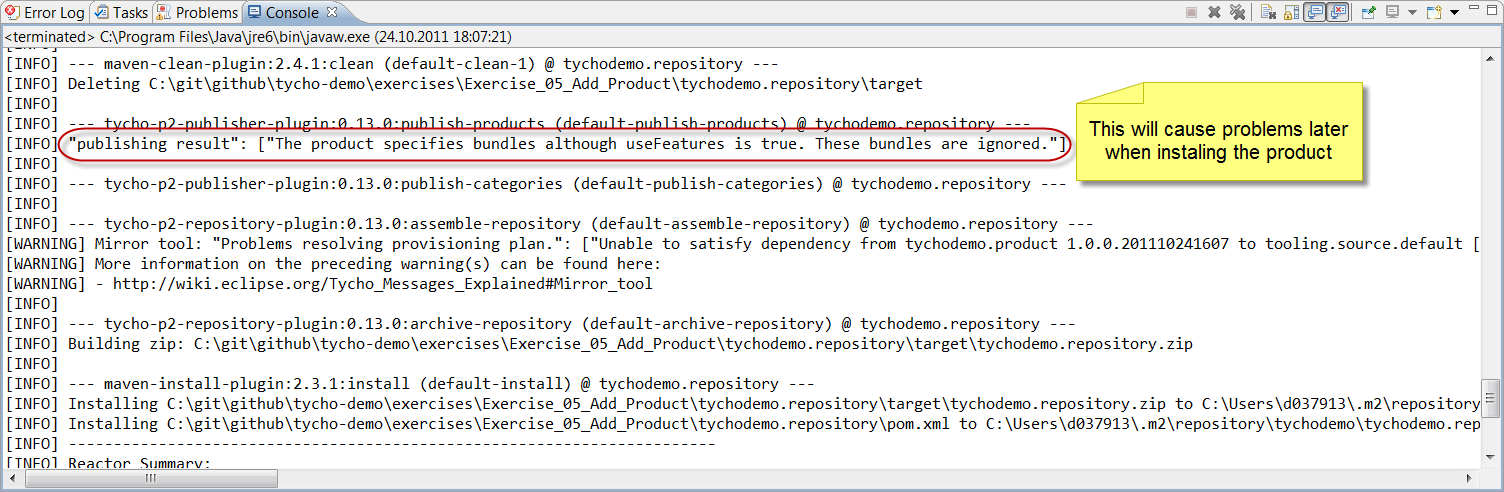 Error Log Tasks Problems Console
<terminated> C:\Program Files\Java\jre6\bin\javaw.exe (24.10.2011 18:07:21)
[INFO]
[INFO] --- maven-clean-plugin:2.4.1:clean (default-clean-1) @ tychodemo.repository ---
[INFO] Deleting C:\git\github\tycho-demo\exercises\Exercise_05_Add_Product\tychodemo.repository\target
[INFO]
[INFO] --- tycho-p2-publisher-plugin:0.13.0:publish-products (default-publish-products) @ tychodemo.repository ---
[INFO] "publishing result": ["The product specifies bundles although useFeatures is true. These bundles are ignored."]
This will cause problems later
when instaling the product
[INFO]
[INFO] --- tycho-p2-publisher-plugin:0.13.0:publish-categories (default-publish-categories) @ tychodemo.repository ---
[INFO]
[INFO] --- tycho-p2-repository-plugin:0.13.0:assemble-repository (default-assemble-repository) @ tychodemo.repository ---
[WARNING] Mirror tool: "Problems resolving provisioning plan.": ["Unable to satisfy dependency from tychodemo.product 1.0.0.201110241607 to tooling.source.default [
[WARNING] More information on the preceding warning(s) can be found here:
[WARNING] - http://wiki.eclipse.org/Tycho_Messages_Explained#Mirror_tool
[INFO]
[INFO] --- tycho-p2-repository-plugin:0.13.0:archive-repository (default-archive-repository) @ tychodemo.repository ---
[INFO] Building zip: C:\git\github\tycho-demo\exercises\Exercise_05_Add_Product\tychodemo.repository\target\tychodemo.repository.zip
[INFO]
[INFO] --- maven-install-plugin:2.3.1:install (default-install) @ tychodemo.repository ---
[INFO] Installing C:\git\github\tycho-demo\exercises\Exercise_05_Add_Product\tychodemo.repository\target\tychodemo.repository.zip to C:\Users\d037913\.m2\repository
[INFO] Installing C:\git\github\tycho-demo\exercises\Exercise_05_Add_Product\tychodemo.repository\pom.xml to C:\Users\d037913\.m2\repository\tychodemo\tychodemo.rep
[INFO] ------------------------------------------------------------------------
[INFO] Reactor Summary: